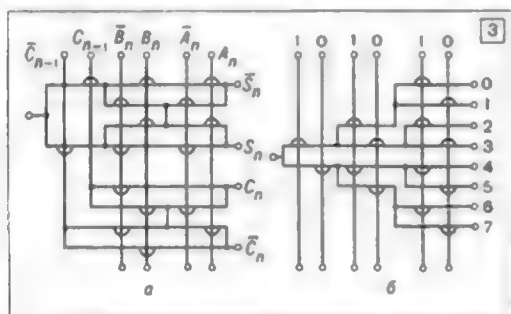 3
C̄ₙ₋₁ Cₙ₋₁ B̄ₙ Bₙ Āₙ Aₙ
S̄ₙ
Sₙ
Cₙ
C̄ₙ
а
1 0 1 0 1 0
0
1
2
3
4
5
6
7
б